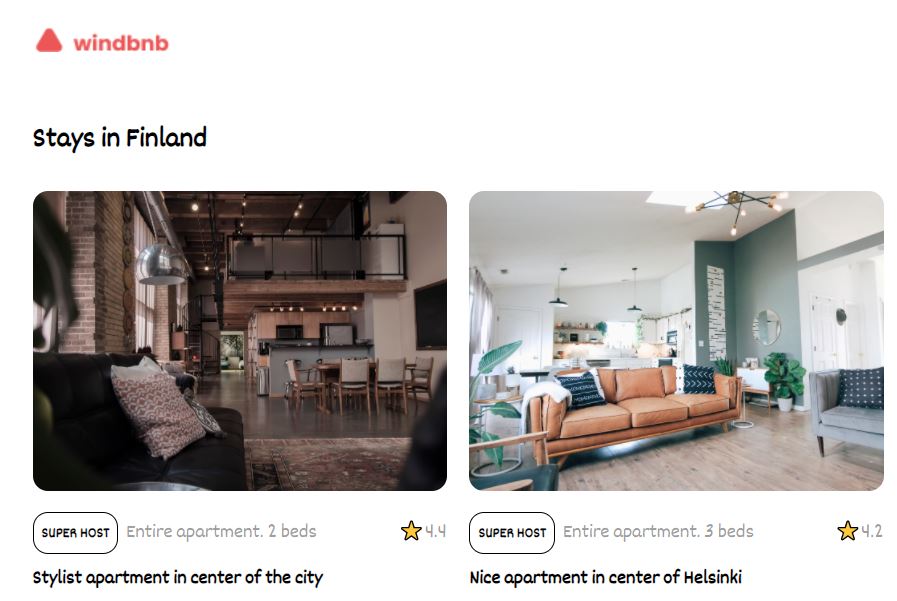 windbnb
Stays in Finland
SUPER HOST Entire apartment. 2 beds 4.4
SUPER HOST Entire apartment. 3 beds 4.2
Stylist apartment in center of the city
Nice apartment in center of Helsinki